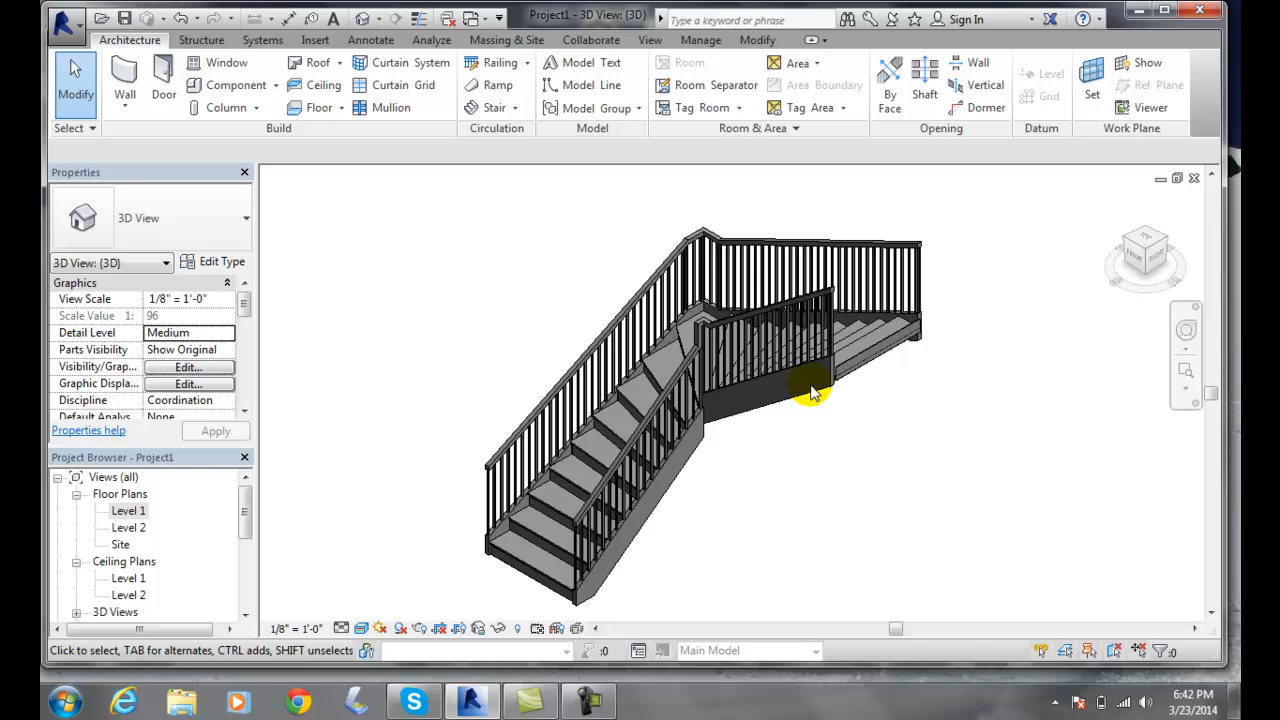 Project1 - 3D View: {3D}
Type a keyword or phrase
Sign In
Architecture Structure Systems Insert Annotate Analyze Massing & Site Collaborate View Manage Modify
Modify
Wall
Door
Window
Component
Column
Roof
Ceiling
Floor
Curtain System
Curtain Grid
Mullion
Railing
Ramp
Stair
Model Text
Model Line
Model Group
Room
Room Separator
Tag Room
Area
Area Boundary
Tag Area
By
Face
Shaft
Wall
Vertical
Dormer
Level
Grid
Set
Show
Ref Plane
Viewer
Select Build Circulation Model Room & Area Opening Datum Work Plane
Properties
3D View
3D View: {3D} Edit Type
Graphics
View Scale 1/8" = 1'-0"
Scale Value 1: 96
Detail Level Medium
Parts Visibility Show Original
Visibility/Grap... Edit...
Graphic Displa... Edit...
Discipline Coordination
Default Analys... None
Properties help Apply
Project Browser - Project1
Views (all)
Floor Plans
Level 1
Level 2
Site
Ceiling Plans
Level 1
Level 2
3D Views
TOP
FRONT
RIGHT
1/8" = 1'-0"
Click to select, TAB for alternates, CTRL adds, SHIFT unselects
:0
Main Model
:0
6:42 PM
3/23/2014